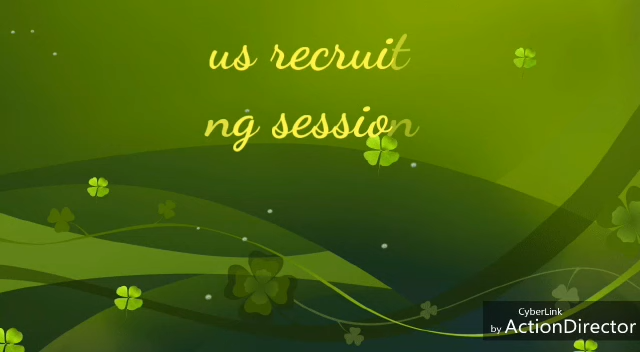 us recruit
ng session
CyberLink
by ActionDirector